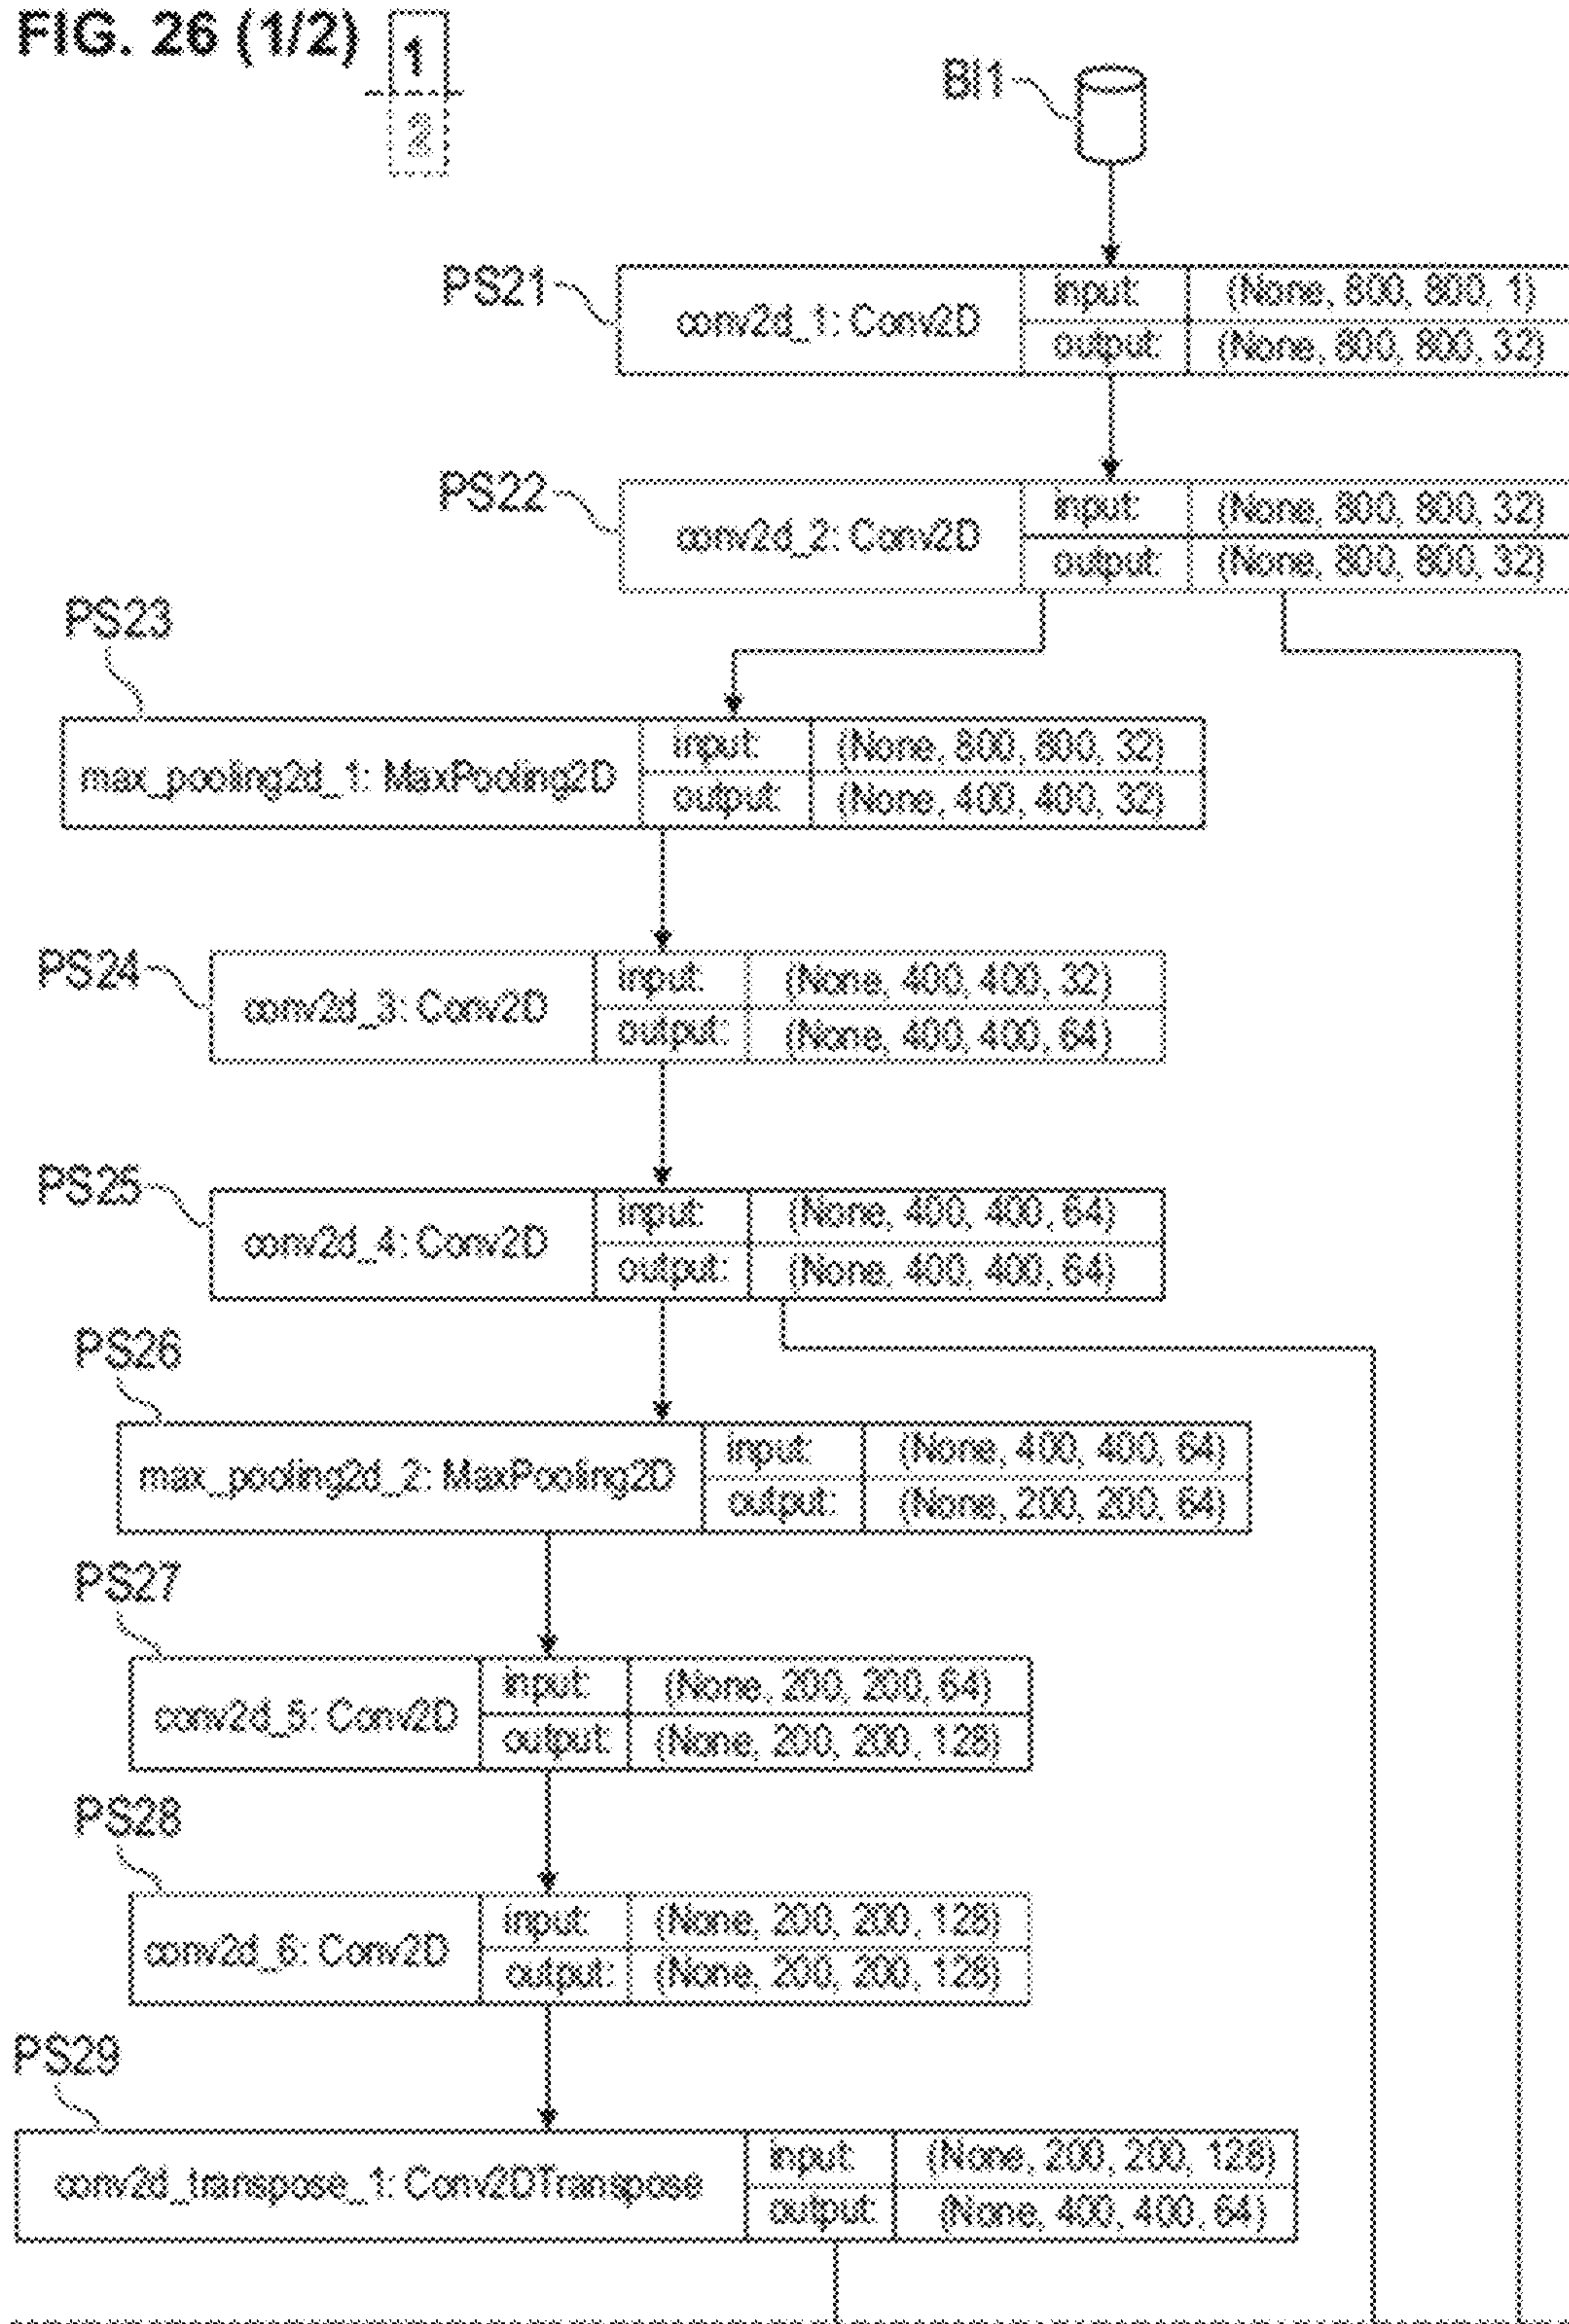 FIG. 26 (1/2)
1
2
BI1
PS21
conv2d_1: Conv2D
input: (None, 800, 800, 1)
output: (None, 800, 800, 32)
PS22
conv2d_2: Conv2D
input: (None, 800, 800, 32)
output: (None, 800, 800, 32)
PS23
max_pooling2d_1: MaxPooling2D
input: (None, 800, 800, 32)
output: (None, 400, 400, 32)
PS24
conv2d_3: Conv2D
input: (None, 400, 400, 32)
output: (None, 400, 400, 64)
PS25
conv2d_4: Conv2D
input: (None, 400, 400, 64)
output: (None, 400, 400, 64)
PS26
max_pooling2d_2: MaxPooling2D
input: (None, 400, 400, 64)
output: (None, 200, 200, 64)
PS27
conv2d_5: Conv2D
input: (None, 200, 200, 64)
output: (None, 200, 200, 128)
PS28
conv2d_6: Conv2D
input: (None, 200, 200, 128)
output: (None, 200, 200, 128)
PS29
conv2d_transpose_1: Conv2DTranspose
input: (None, 200, 200, 128)
output: (None, 400, 400, 64)